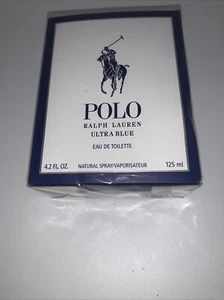 POLO
RALPH LAUREN
ULTRA BLUE
EAU DE TOILETTE
4.2 FL. OZ. NATURAL SPRAY/VAPORISATEUR 125 ml